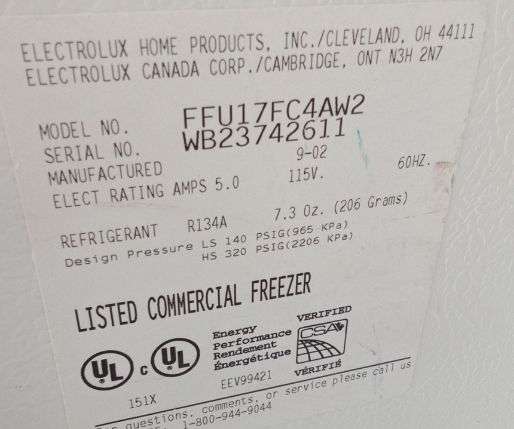 ELECTROLUX HOME PRODUCTS, INC./CLEVELAND, OH 44111
ELECTROLUX CANADA CORP./CAMBRIDGE, ONT N3H 2N7
MODEL NO. FFU17FC4AW2
SERIAL NO. WB23742611
MANUFACTURED 9-02
ELECT RATING AMPS 5.0 115V. 60HZ.
REFRIGERANT R134A 7.3 Oz. (206 Grams)
Design Pressure LS 140 PSIG(965 KPa)
HS 320 PSIG(2206 KPa)
LISTED COMMERCIAL FREEZER
UL c UL
151X
Energy
Performance
Rendement
Énergétique
EEV99421
VERIFIED
CSA
VÉRIFIÉ
questions, comments, or service please call us
1-800-944-9044